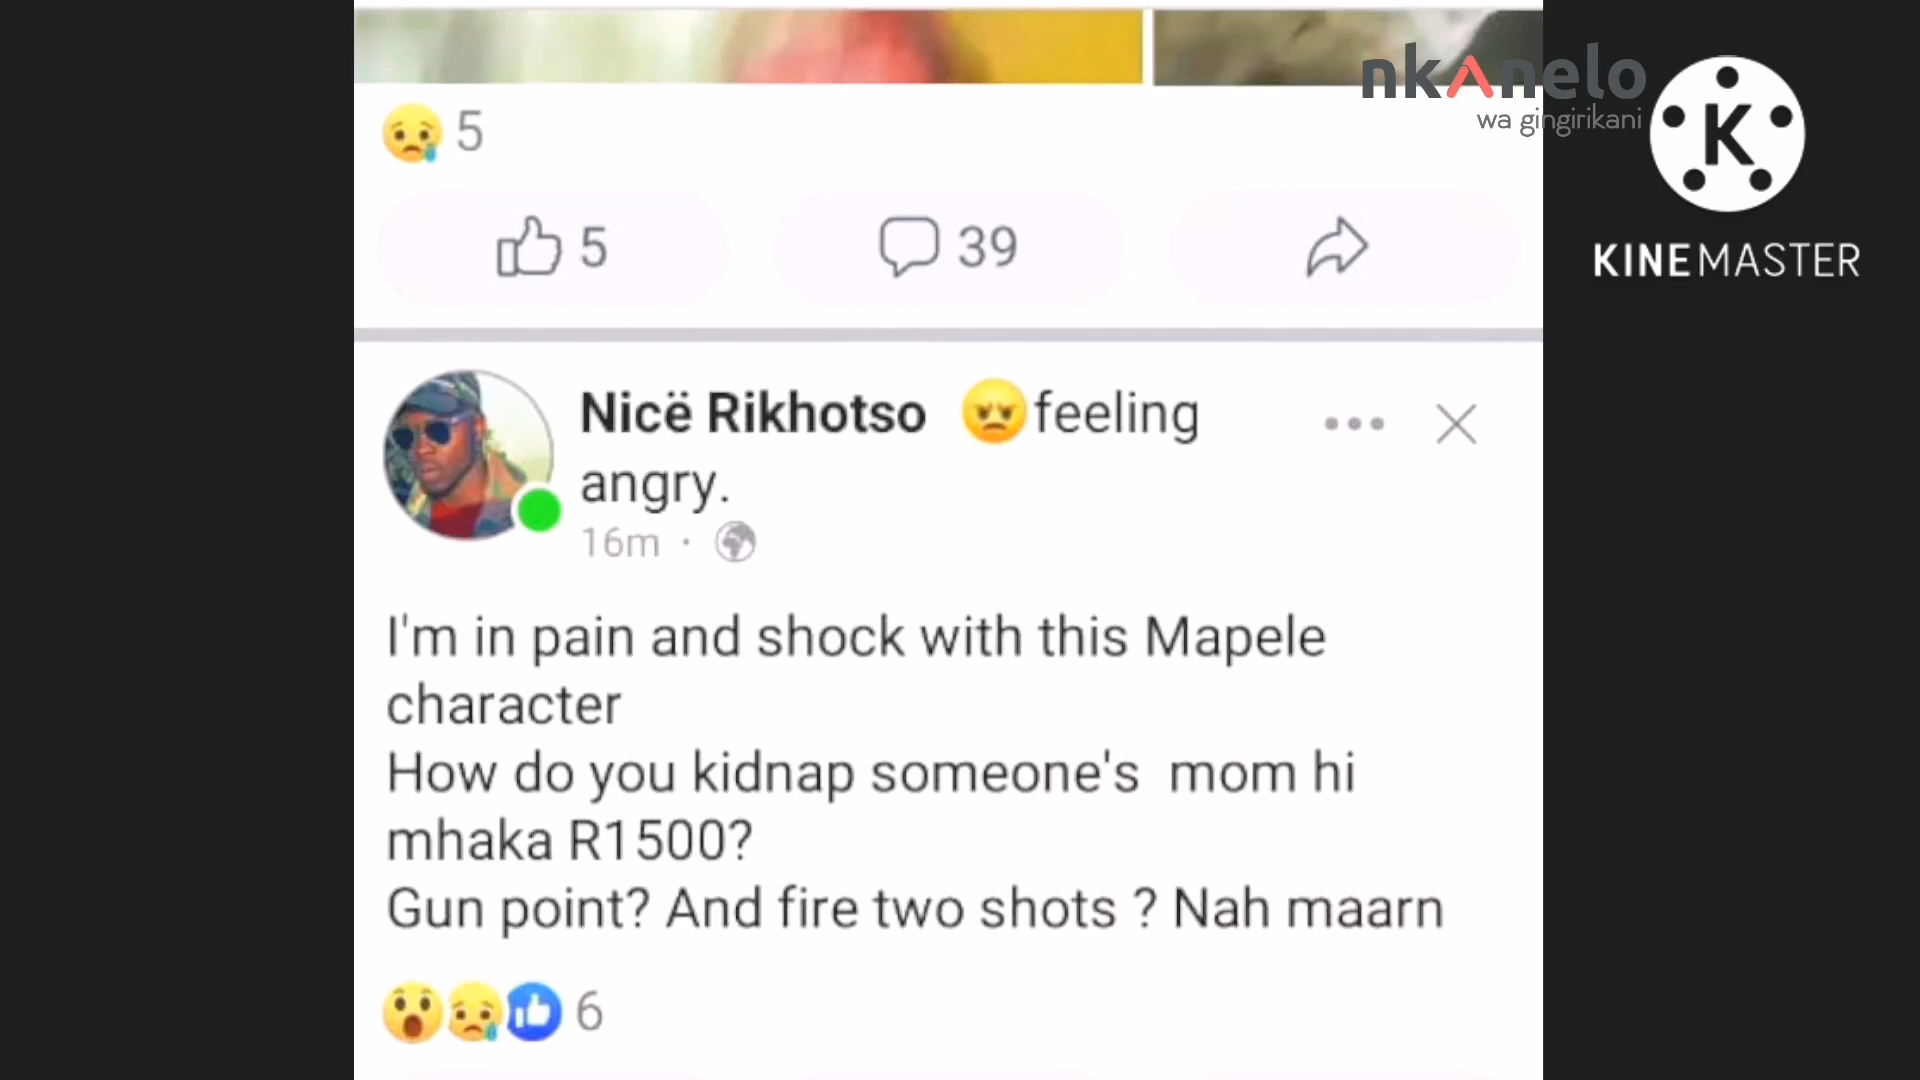 nkanelo
wa gingirikani
K
KINEMASTER
5
5
39
Nicë Rikhotso feeling
angry.
16m ·
I'm in pain and shock with this Mapele
character
How do you kidnap someone's mom hi
mhaka R1500?
Gun point? And fire two shots ? Nah maarn
6